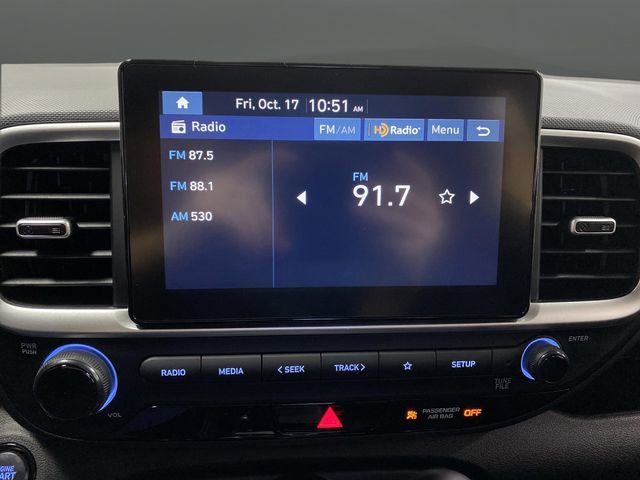 Fri, Oct. 17 10:51 AM
Radio FM/AM HD Radio Menu
FM 87.5
FM 88.1
AM 530
FM
91.7
PWR
PUSH
VOL
RADIO MEDIA < SEEK TRACK > SETUP
ENTER
TUNE
FILE
PASSENGER
AIR BAG OFF
ENGINE
START